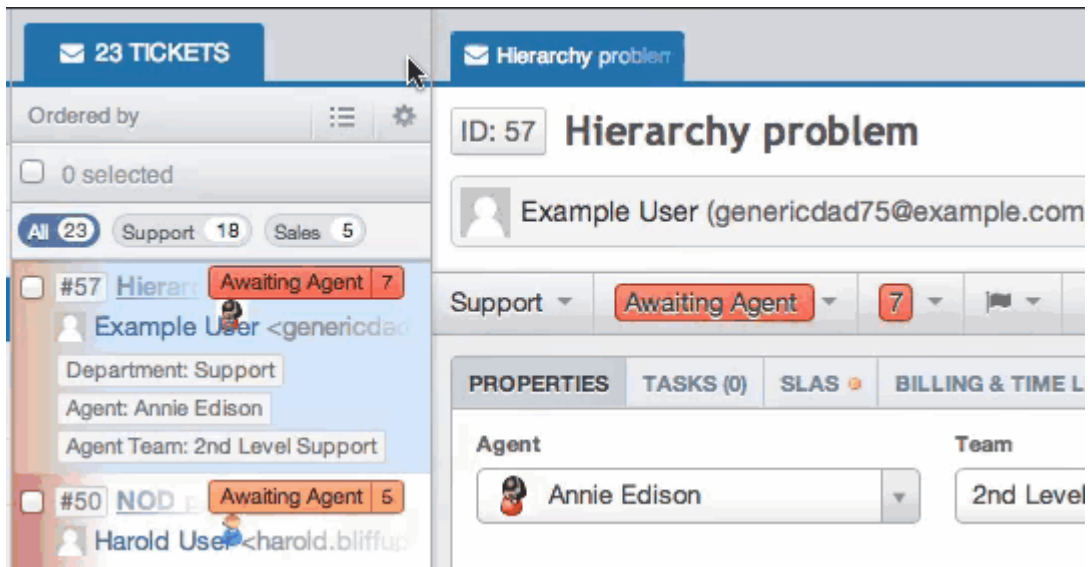 23 TICKETS
Ordered by
0 selected
All 23 Support 18 Sales 5
#57 Hierar Awaiting Agent 7
Example User <genericdad
Department: Support
Agent: Annie Edison
Agent Team: 2nd Level Support
#50 NOD Awaiting Agent 5
Harold User <harold.bliffup
Hierarchy problem
ID: 57 Hierarchy problem
Example User (genericdad75@example.com
Support Awaiting Agent 7
PROPERTIES TASKS (0) SLAS BILLING & TIME L
Agent Team
Annie Edison 2nd Level